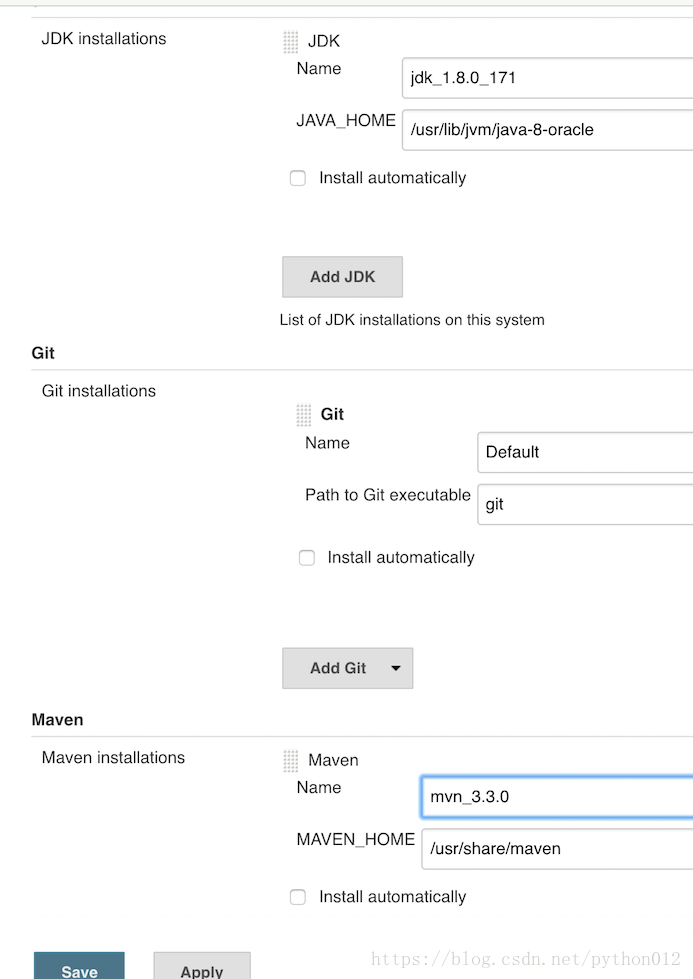 JDK installations
JDK
Name
jdk_1.8.0_171
JAVA_HOME
/usr/lib/jvm/java-8-oracle
Install automatically
Add JDK
List of JDK installations on this system
Git
Git installations
Git
Name
Default
Path to Git executable
git
Install automatically
Add Git
Maven
Maven installations
Maven
Name
mvn_3.3.0
MAVEN_HOME
/usr/share/maven
Install automatically
Save
Apply
https://blog.csdn.net/python012